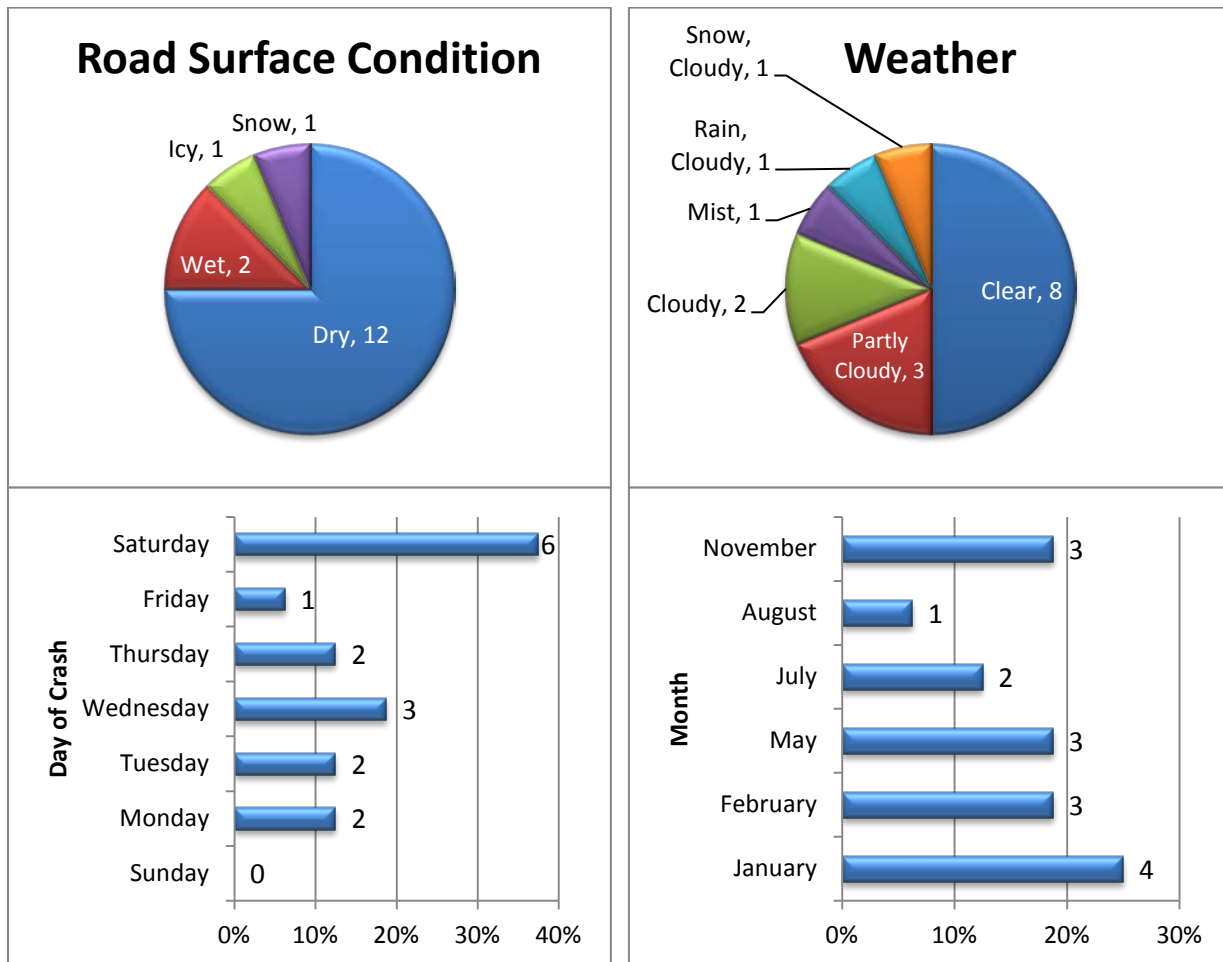 Road Surface Condition
Snow, 1
Icy, 1
Wet, 2
Dry, 12
Weather
Snow,
Cloudy, 1
Rain,
Cloudy, 1
Mist, 1
Cloudy, 2
Partly
Cloudy, 3
Clear, 8
Day of Crash
Saturday 6
Friday 1
Thursday 2
Wednesday 3
Tuesday 2
Monday 2
Sunday 0
0% 10% 20% 30% 40%
Month
November 3
August 1
July 2
May 3
February 3
January 4
0% 10% 20% 30%